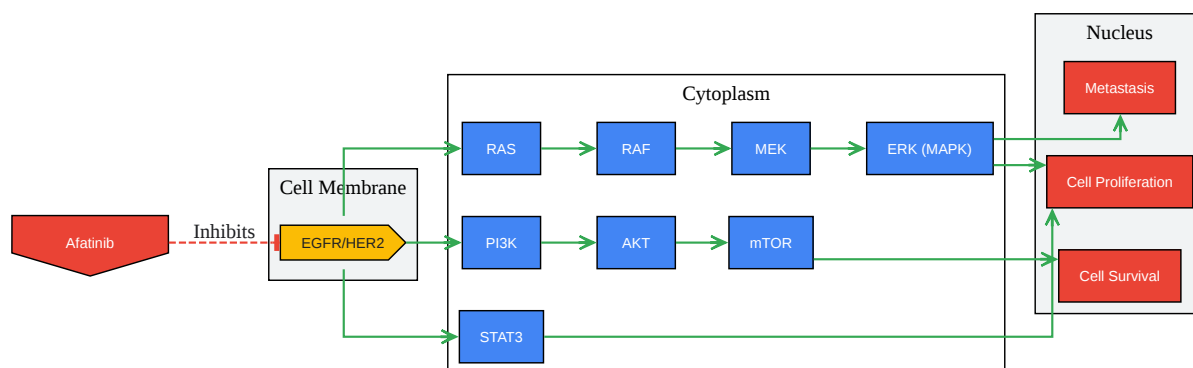 Nucleus
Metastasis
Cytoplasm
RAS
RAF
MEK
ERK (MAPK)
Cell Proliferation
Cell Membrane
Afatinib
Inhibits
EGFR/HER2
PI3K
AKT
mTOR
Cell Survival
STAT3